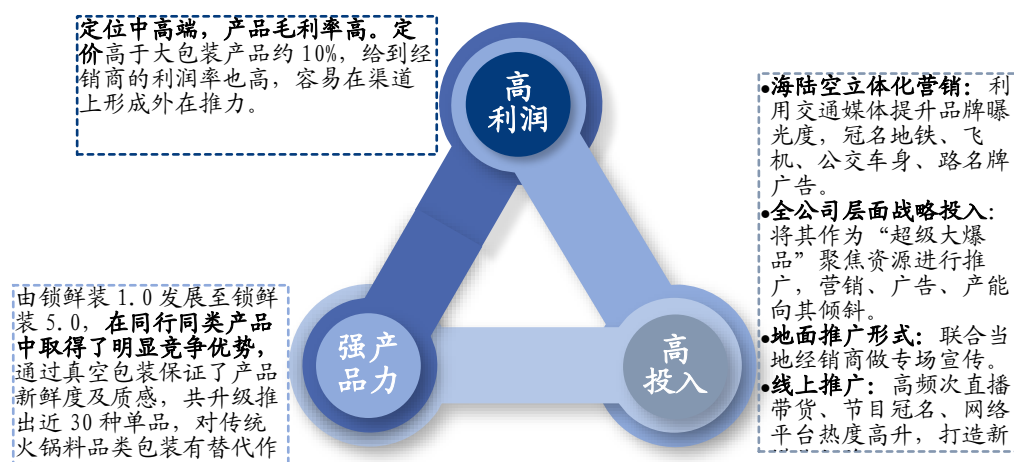 定位中高端，产品毛利率高。定
价高于大包装产品约10%，给到经
销商的利润率也高，容易在渠道
上形成外在推力。
高
利润
•海陆空立体化营销：利
用交通媒体提升品牌曝
光度，冠名地铁、飞
机、公交车身、路名牌
广告。
•全公司层面战略投入：
将其作为“超级大爆
品”聚焦资源进行推
广，营销、广告、产能
向其倾斜。
•地面推广形式：联合当
地经销商做专场宣传。
•线上推广：高频次直播
带货、节目冠名、网络
平台热度高升，打造新
由锁鲜装1.0发展至锁鲜
装5.0，在同行同类产品
中取得了明显竞争优势，
通过真空包装保证了产品
新鲜度及质感，共升级推
出近30种单品，对传统
火锅料品类包装有替代作
强产
品力
高
投入